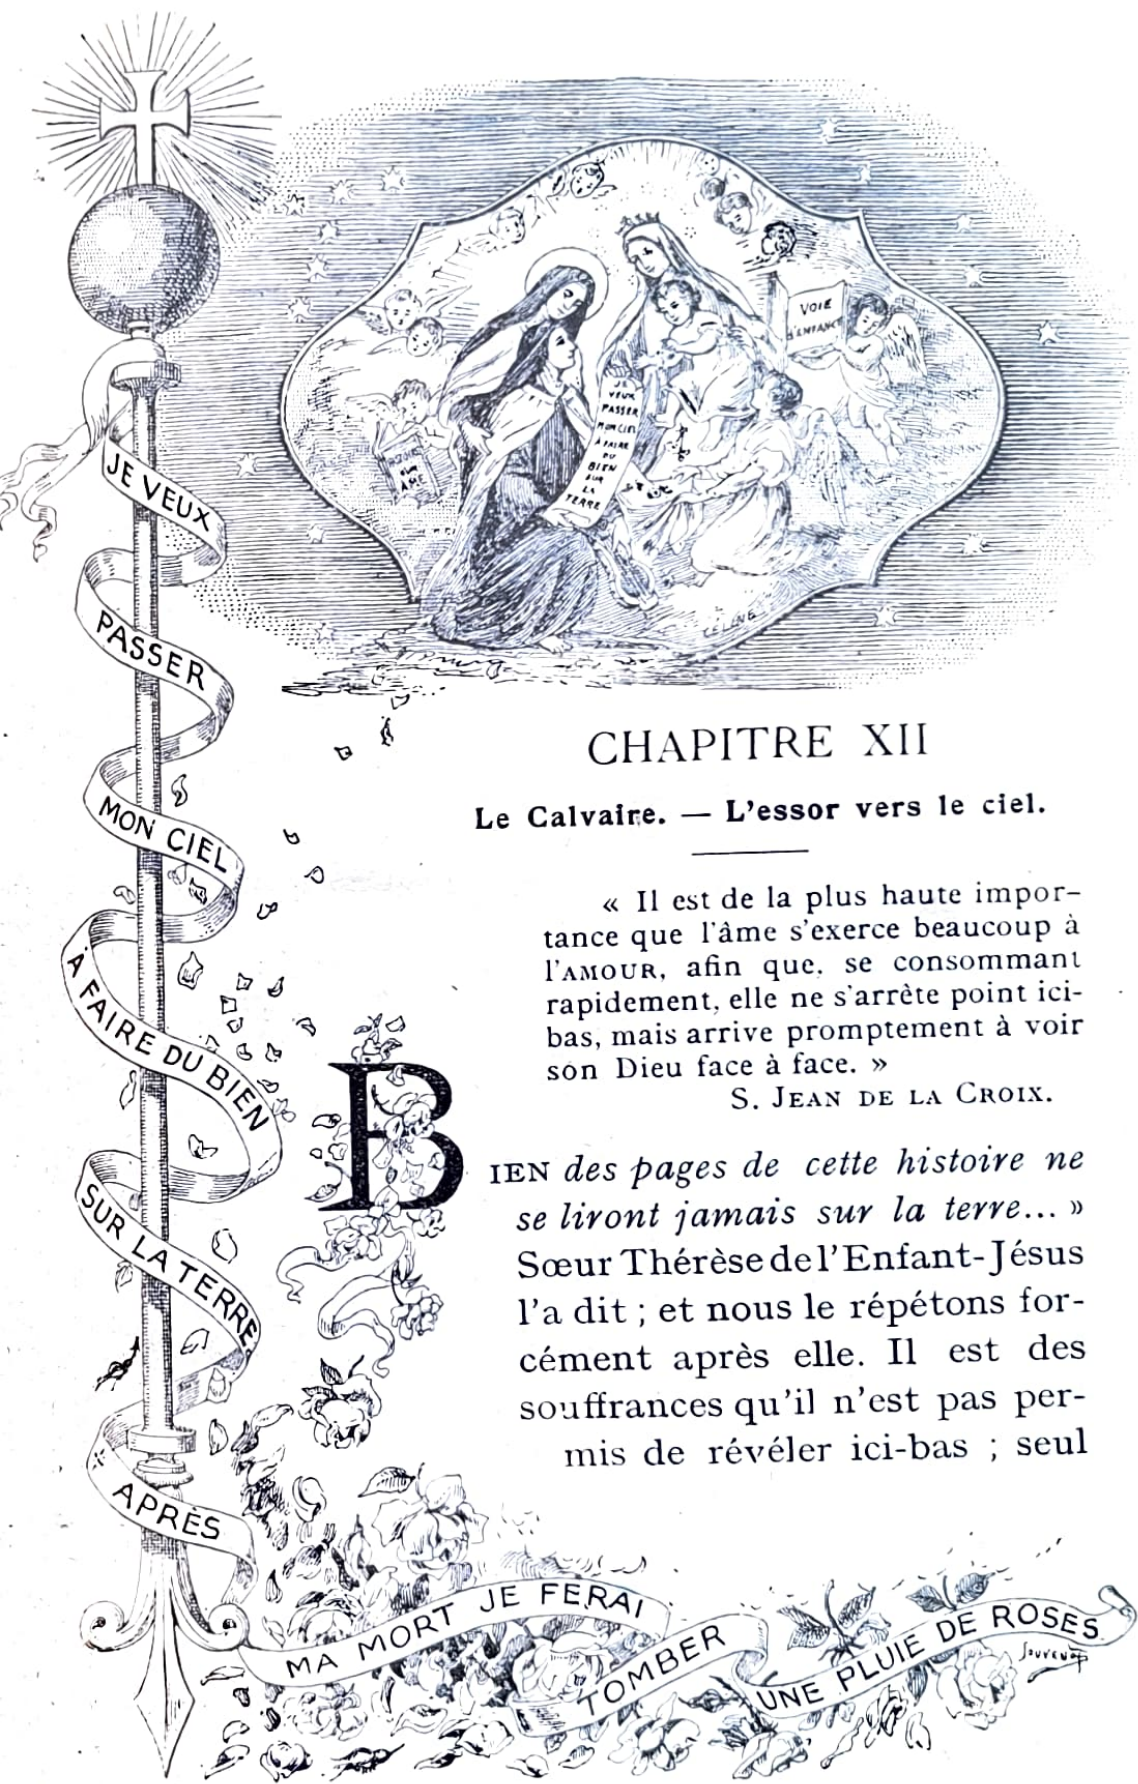 VOIE
D'ENFANCE
JE
VEUX
PASSER
MON CIEL
À FAIRE
DU
BIEN
SUR
LA
TERRE
ÂME
CÉLINE
JE VEUX
PASSER
MON CIEL
À FAIRE DU BIEN
SUR LA TERRE
APRÈS
MA MORT JE FERAI
TOMBER
UNE PLUIE DE ROSES
CHAPITRE XII
Le Calvaire. — L'essor vers le ciel.
« Il est de la plus haute impor-
tance que l'âme s'exerce beaucoup à
l'AMOUR, afin que, se consommant
rapidement, elle ne s'arrète point ici-
bas, mais arrive promptement à voir
son Dieu face à face. »
S. JEAN DE LA CROIX.
BIEN des pages de cette histoire ne
se liront jamais sur la terre... »
Sœur Thérèse de l'Enfant-Jésus
l'a dit ; et nous le répétons for-
cément après elle. Il est des
souffrances qu'il n'est pas per-
mis de révéler ici-bas ; seul